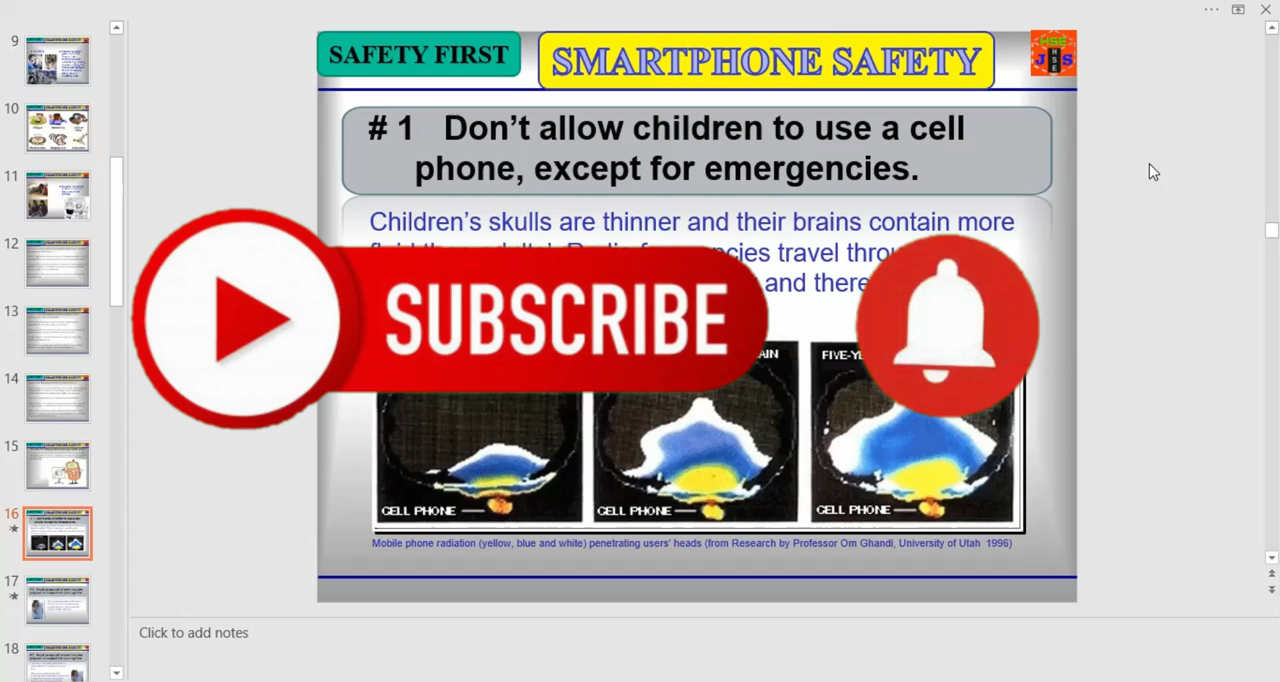 9
10
11
12
13
14
15
16
17
18
SAFETY FIRST
SMARTPHONE SAFETY
HSE
J S
HSE
# 1 Don't allow children to use a cell
phone, except for emergencies.
Children's skulls are thinner and their brains contain more
travel
and
SUBSCRIBE
CELL PHONE
CELL PHONE
CELL PHONE
Mobile phone radiation (yellow, blue and white) penetrating users' heads (from Research by Professor Om Ghandi, University of Utah 1996)
Click to add notes